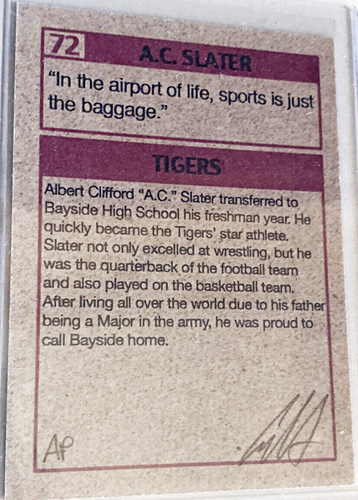 72
A.C. SLATER
“In the airport of life, sports is just
the baggage.”
TIGERS
Albert Clifford “A.C.” Slater transferred to
Bayside High School his freshman year. He
quickly became the Tigers’ star athlete.
Slater not only excelled at wrestling, but he
was the quarterback of the football team
and also played on the basketball team.
After living all over the world due to his father
being a Major in the army, he was proud to
call Bayside home.
AP